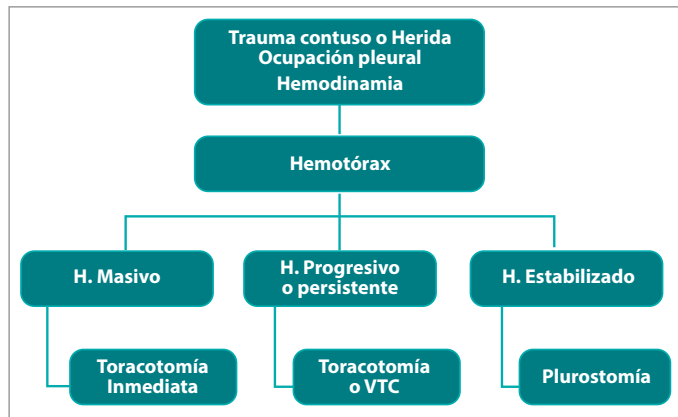 Trauma contuso o Herida
Ocupación pleural
Hemodinamia
Hemotórax
H. Masivo
H. Progresivo
o persistente
H. Estabilizado
Toracotomía
Inmediata
Toracotomía
o VTC
Plurostomía